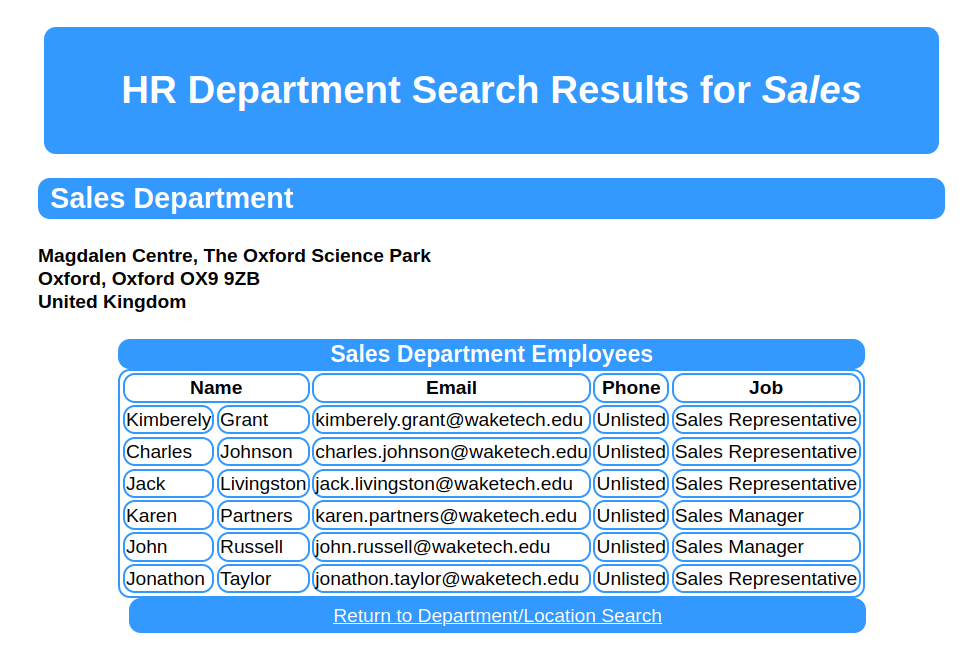 HR Department Search Results for Sales
Sales Department
Magdalen Centre, The Oxford Science Park
Oxford, Oxford OX9 9ZB
United Kingdom
Sales Department Employees
Name Email Phone Job
Kimberely Grant kimberely.grant@waketech.edu Unlisted Sales Representative
Charles Johnson charles.johnson@waketech.edu Unlisted Sales Representative
Jack Livingston jack.livingston@waketech.edu Unlisted Sales Representative
Karen Partners karen.partners@waketech.edu Unlisted Sales Manager
John Russell john.russell@waketech.edu Unlisted Sales Manager
Jonathon Taylor jonathon.taylor@waketech.edu Unlisted Sales Representative
Return to Department/Location Search